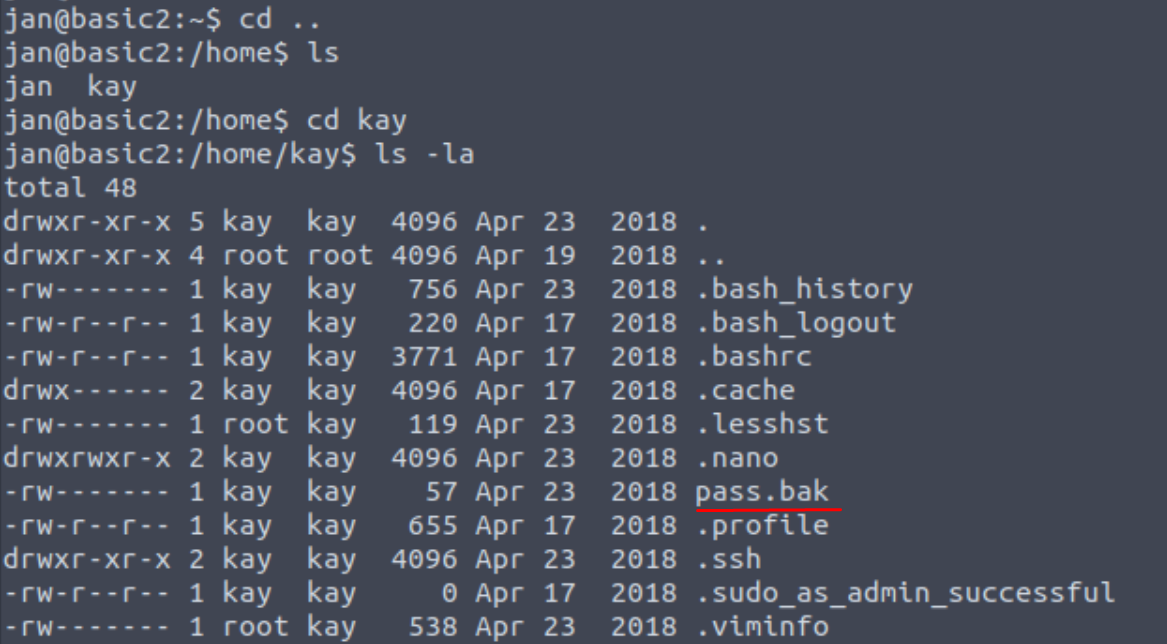 jan@basic2:~$ cd ..
jan@basic2:/home$ ls
jan  kay
jan@basic2:/home$ cd kay
jan@basic2:/home/kay$ ls -la
total 48
drwxr-xr-x 5 kay  kay  4096 Apr 23  2018 .
drwxr-xr-x 4 root root 4096 Apr 19  2018 ..
-rw------- 1 kay  kay   756 Apr 23  2018 .bash_history
-rw-r--r-- 1 kay  kay   220 Apr 17  2018 .bash_logout
-rw-r--r-- 1 kay  kay  3771 Apr 17  2018 .bashrc
drwx------ 2 kay  kay  4096 Apr 17  2018 .cache
-rw------- 1 root kay   119 Apr 23  2018 .lesshst
drwxrwxr-x 2 kay  kay  4096 Apr 23  2018 .nano
-rw------- 1 kay  kay    57 Apr 23  2018 pass.bak
-rw-r--r-- 1 kay  kay   655 Apr 17  2018 .profile
drwxr-xr-x 2 kay  kay  4096 Apr 23  2018 .ssh
-rw-r--r-- 1 kay  kay     0 Apr 17  2018 .sudo_as_admin_successful
-rw------- 1 root kay   538 Apr 23  2018 .viminfo